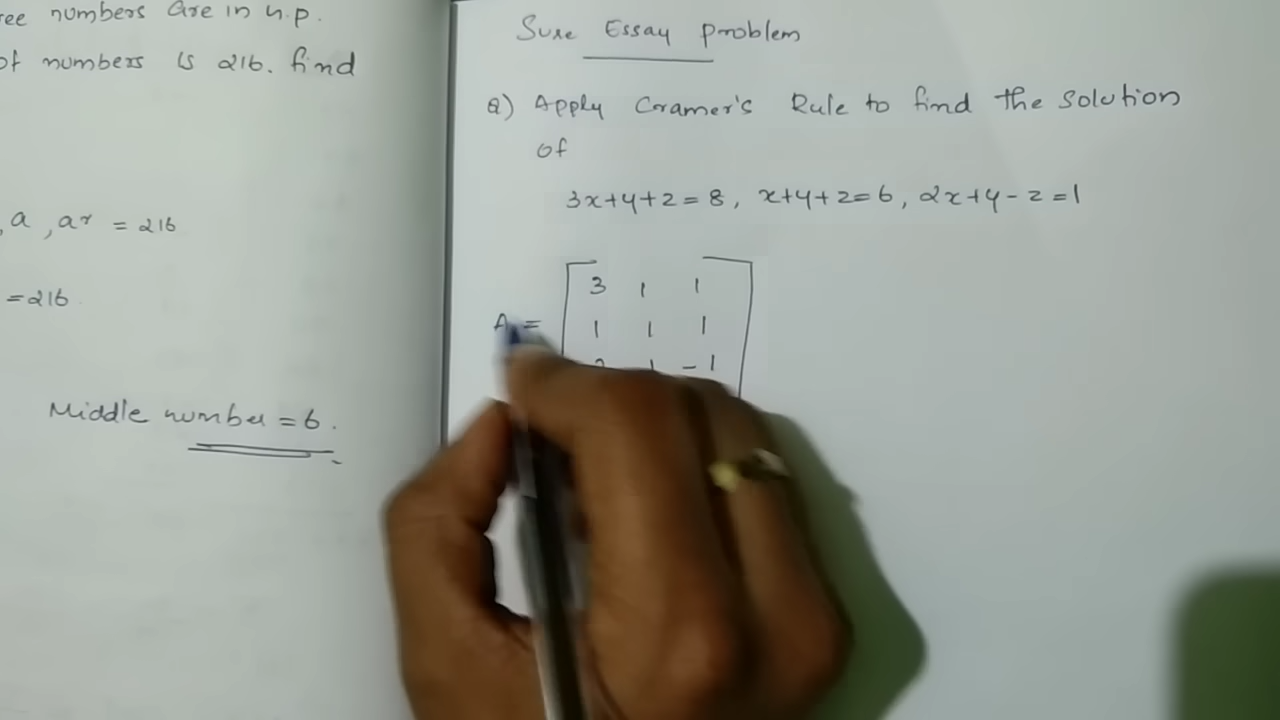 numbers are in G.p.
of numbers is 216. find
, a , ar = 216
= 216
Middle number = 6.
Sure Essay problem
Q) Apply Cramer's Rule to find the solution
of
3x+y+z = 8, x+y+z=6, 2x+y-z=1
3 1 1
A = 1 1 1
1 -1